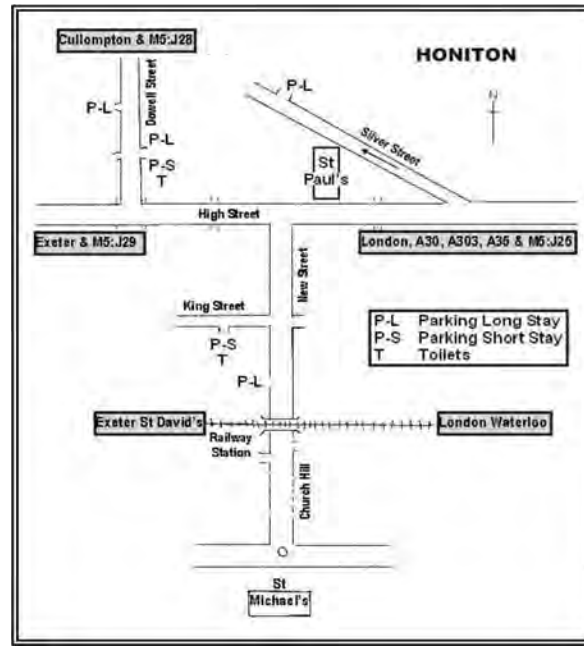 Cullompton & M5:J28
HONITON
P-L
N
P-L
Dowell Street
P-L
P-S
T
Silver Street
St
Paul's
High Street
Exeter & M5:J29
London, A30, A303, A35 & M5:J25
New Street
King Street
P-S
T
P-L
P-L Parking Long Stay
P-S Parking Short Stay
T Toilets
Exeter St David's
London Waterloo
Railway
Station
Church Hill
St
Michael's